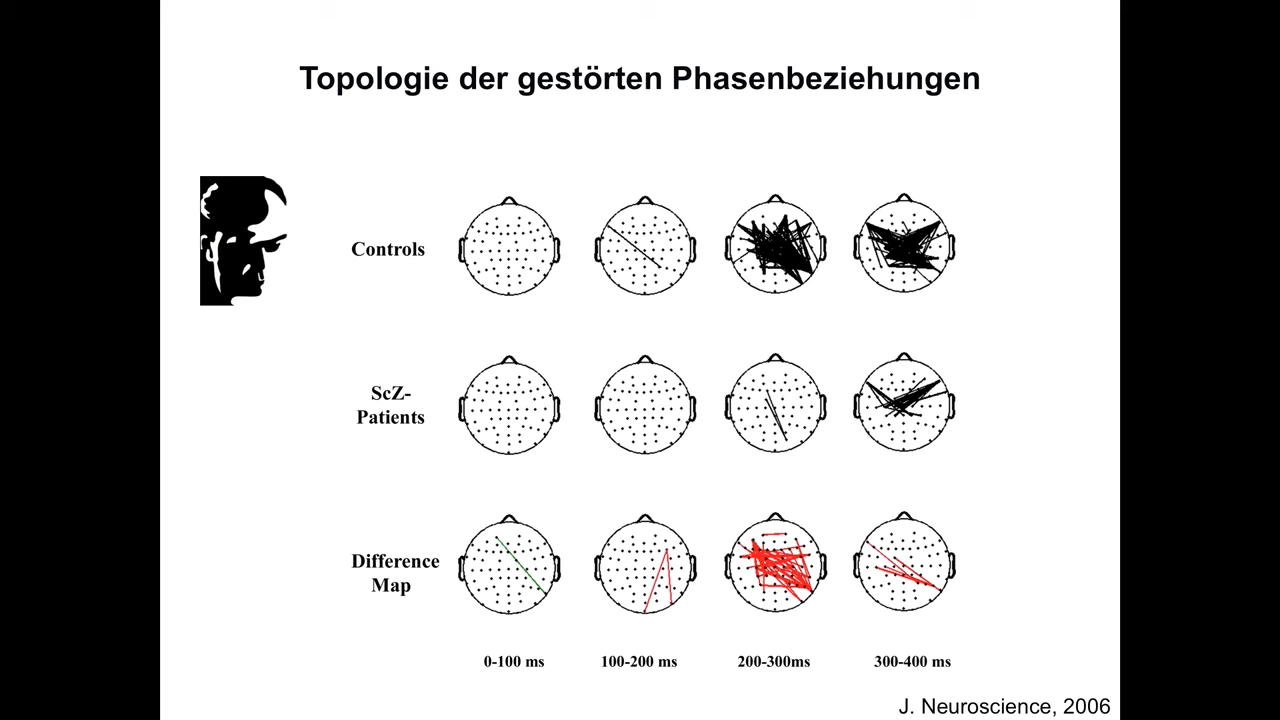 Topologie der gestörten Phasenbeziehungen
Controls
ScZ-
Patients
Difference
Map
0-100 ms
100-200 ms
200-300ms
300-400 ms
J. Neuroscience, 2006